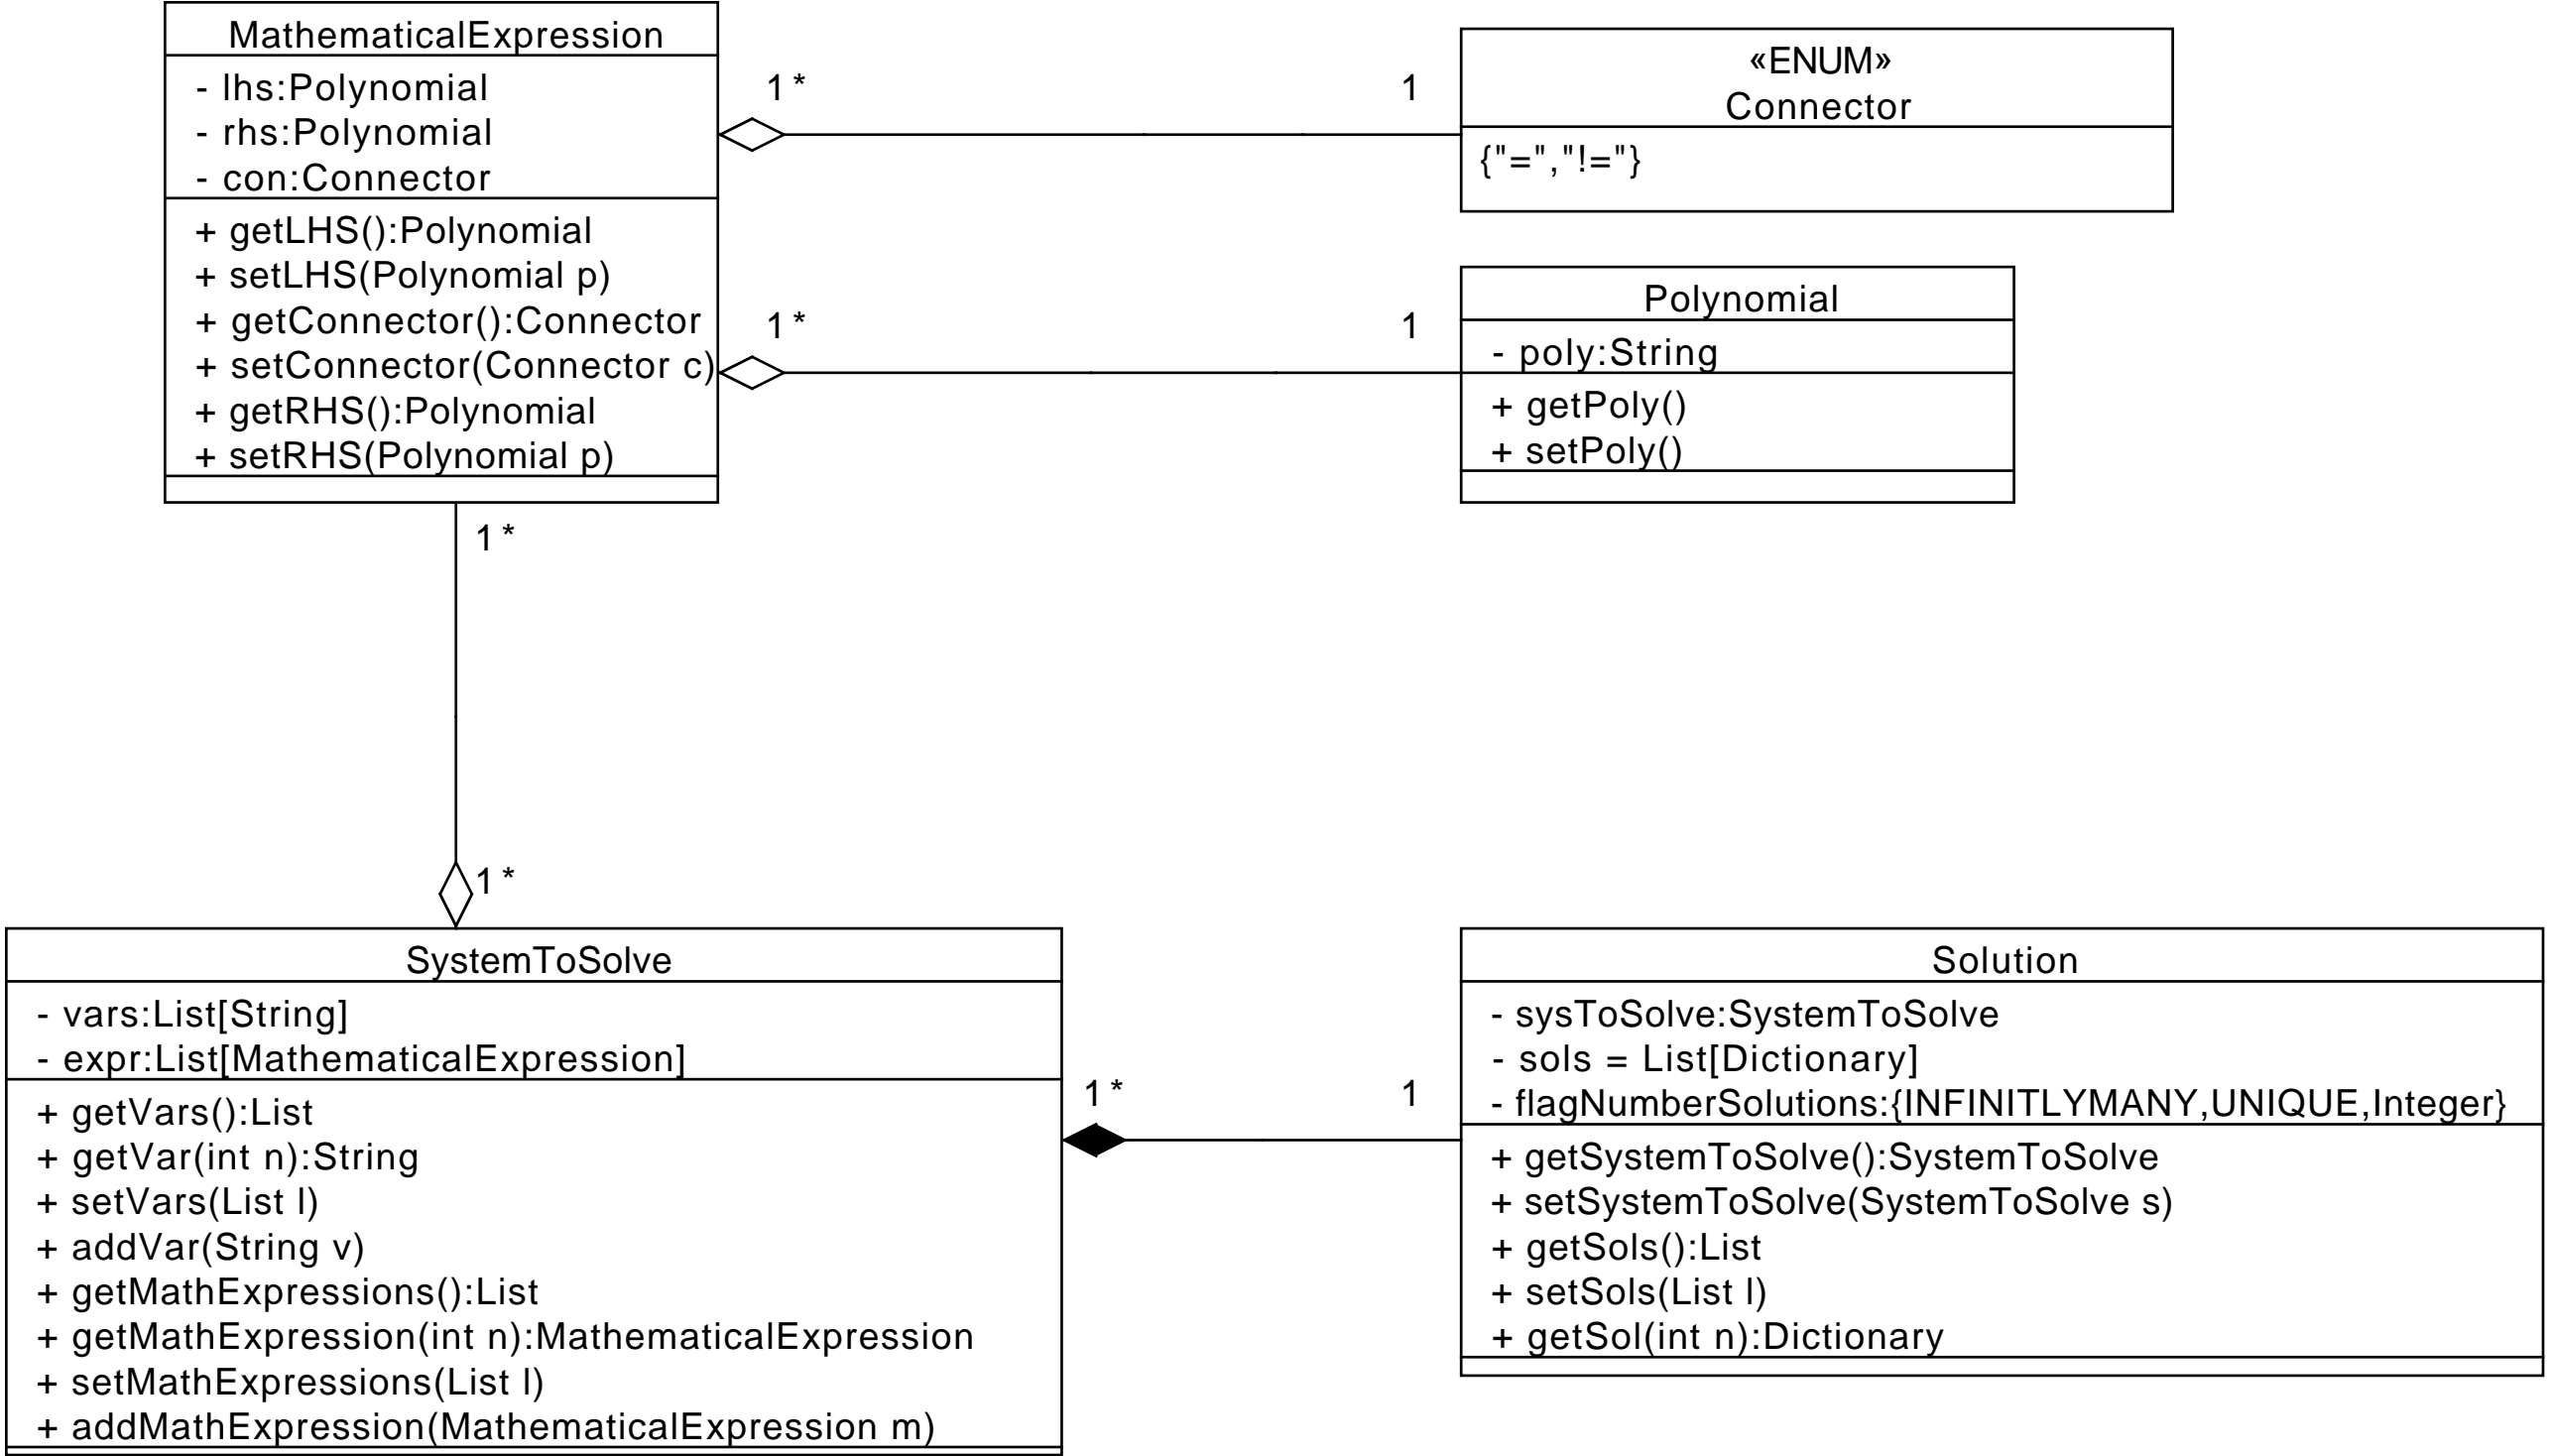 MathematicalExpression
- lhs:Polynomial
- rhs:Polynomial
- con:Connector
+ getLHS():Polynomial
+ setLHS(Polynomial p)
+ getConnector():Connector
+ setConnector(Connector c)
+ getRHS():Polynomial
+ setRHS(Polynomial p)
1 *
1
«ENUM»
Connector
{"=","!="}
1 *
1
Polynomial
- poly:String
+ getPoly()
+ setPoly()
1 *
1 *
SystemToSolve
- vars:List[String]
- expr:List[MathematicalExpression]
+ getVars():List
+ getVar(int n):String
+ setVars(List l)
+ addVar(String v)
+ getMathExpressions():List
+ getMathExpression(int n):MathematicalExpression
+ setMathExpressions(List l)
+ addMathExpression(MathematicalExpression m)
1 *
1
Solution
- sysToSolve:SystemToSolve
- sols = List[Dictionary]
- flagNumberSolutions:{INFINITLYMANY,UNIQUE,Integer}
+ getSystemToSolve():SystemToSolve
+ setSystemToSolve(SystemToSolve s)
+ getSols():List
+ setSols(List l)
+ getSol(int n):Dictionary